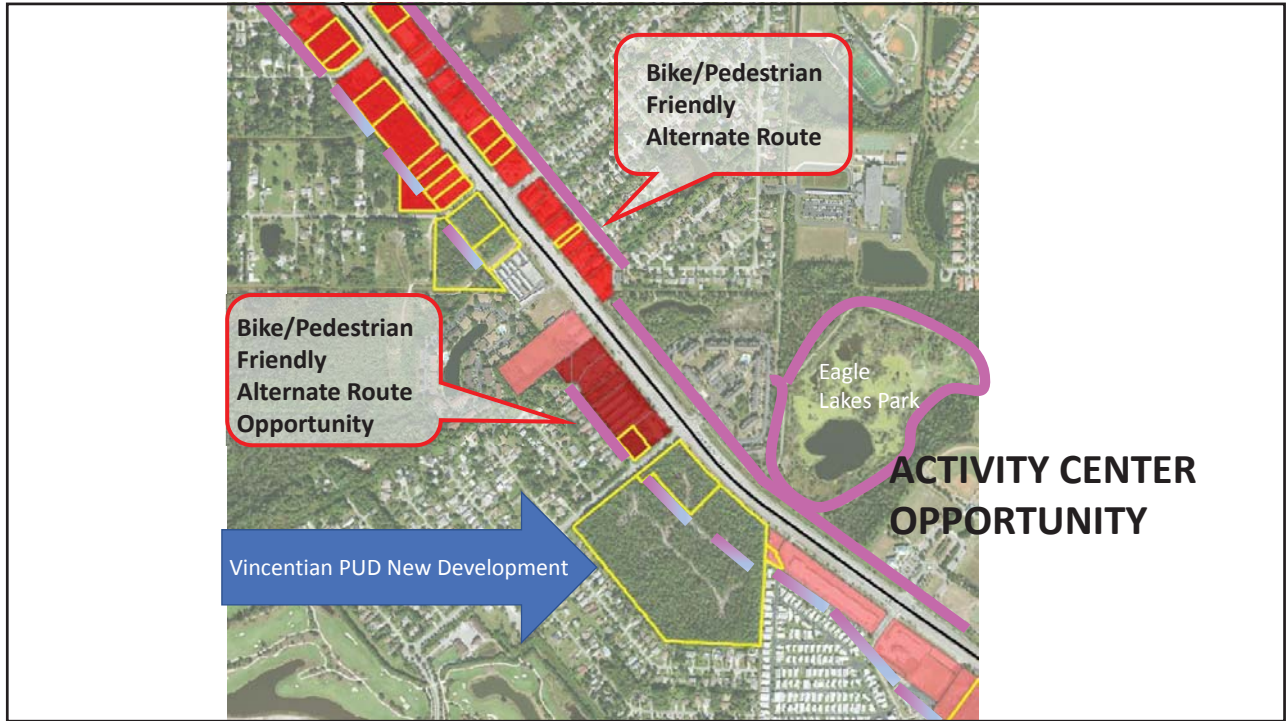 Bike/Pedestrian
Friendly
Alternate Route
Bike/Pedestrian
Friendly
Alternate Route
Opportunity
Eagle
Lakes Park
ACTIVITY CENTER
OPPORTUNITY
Vincentian PUD New Development